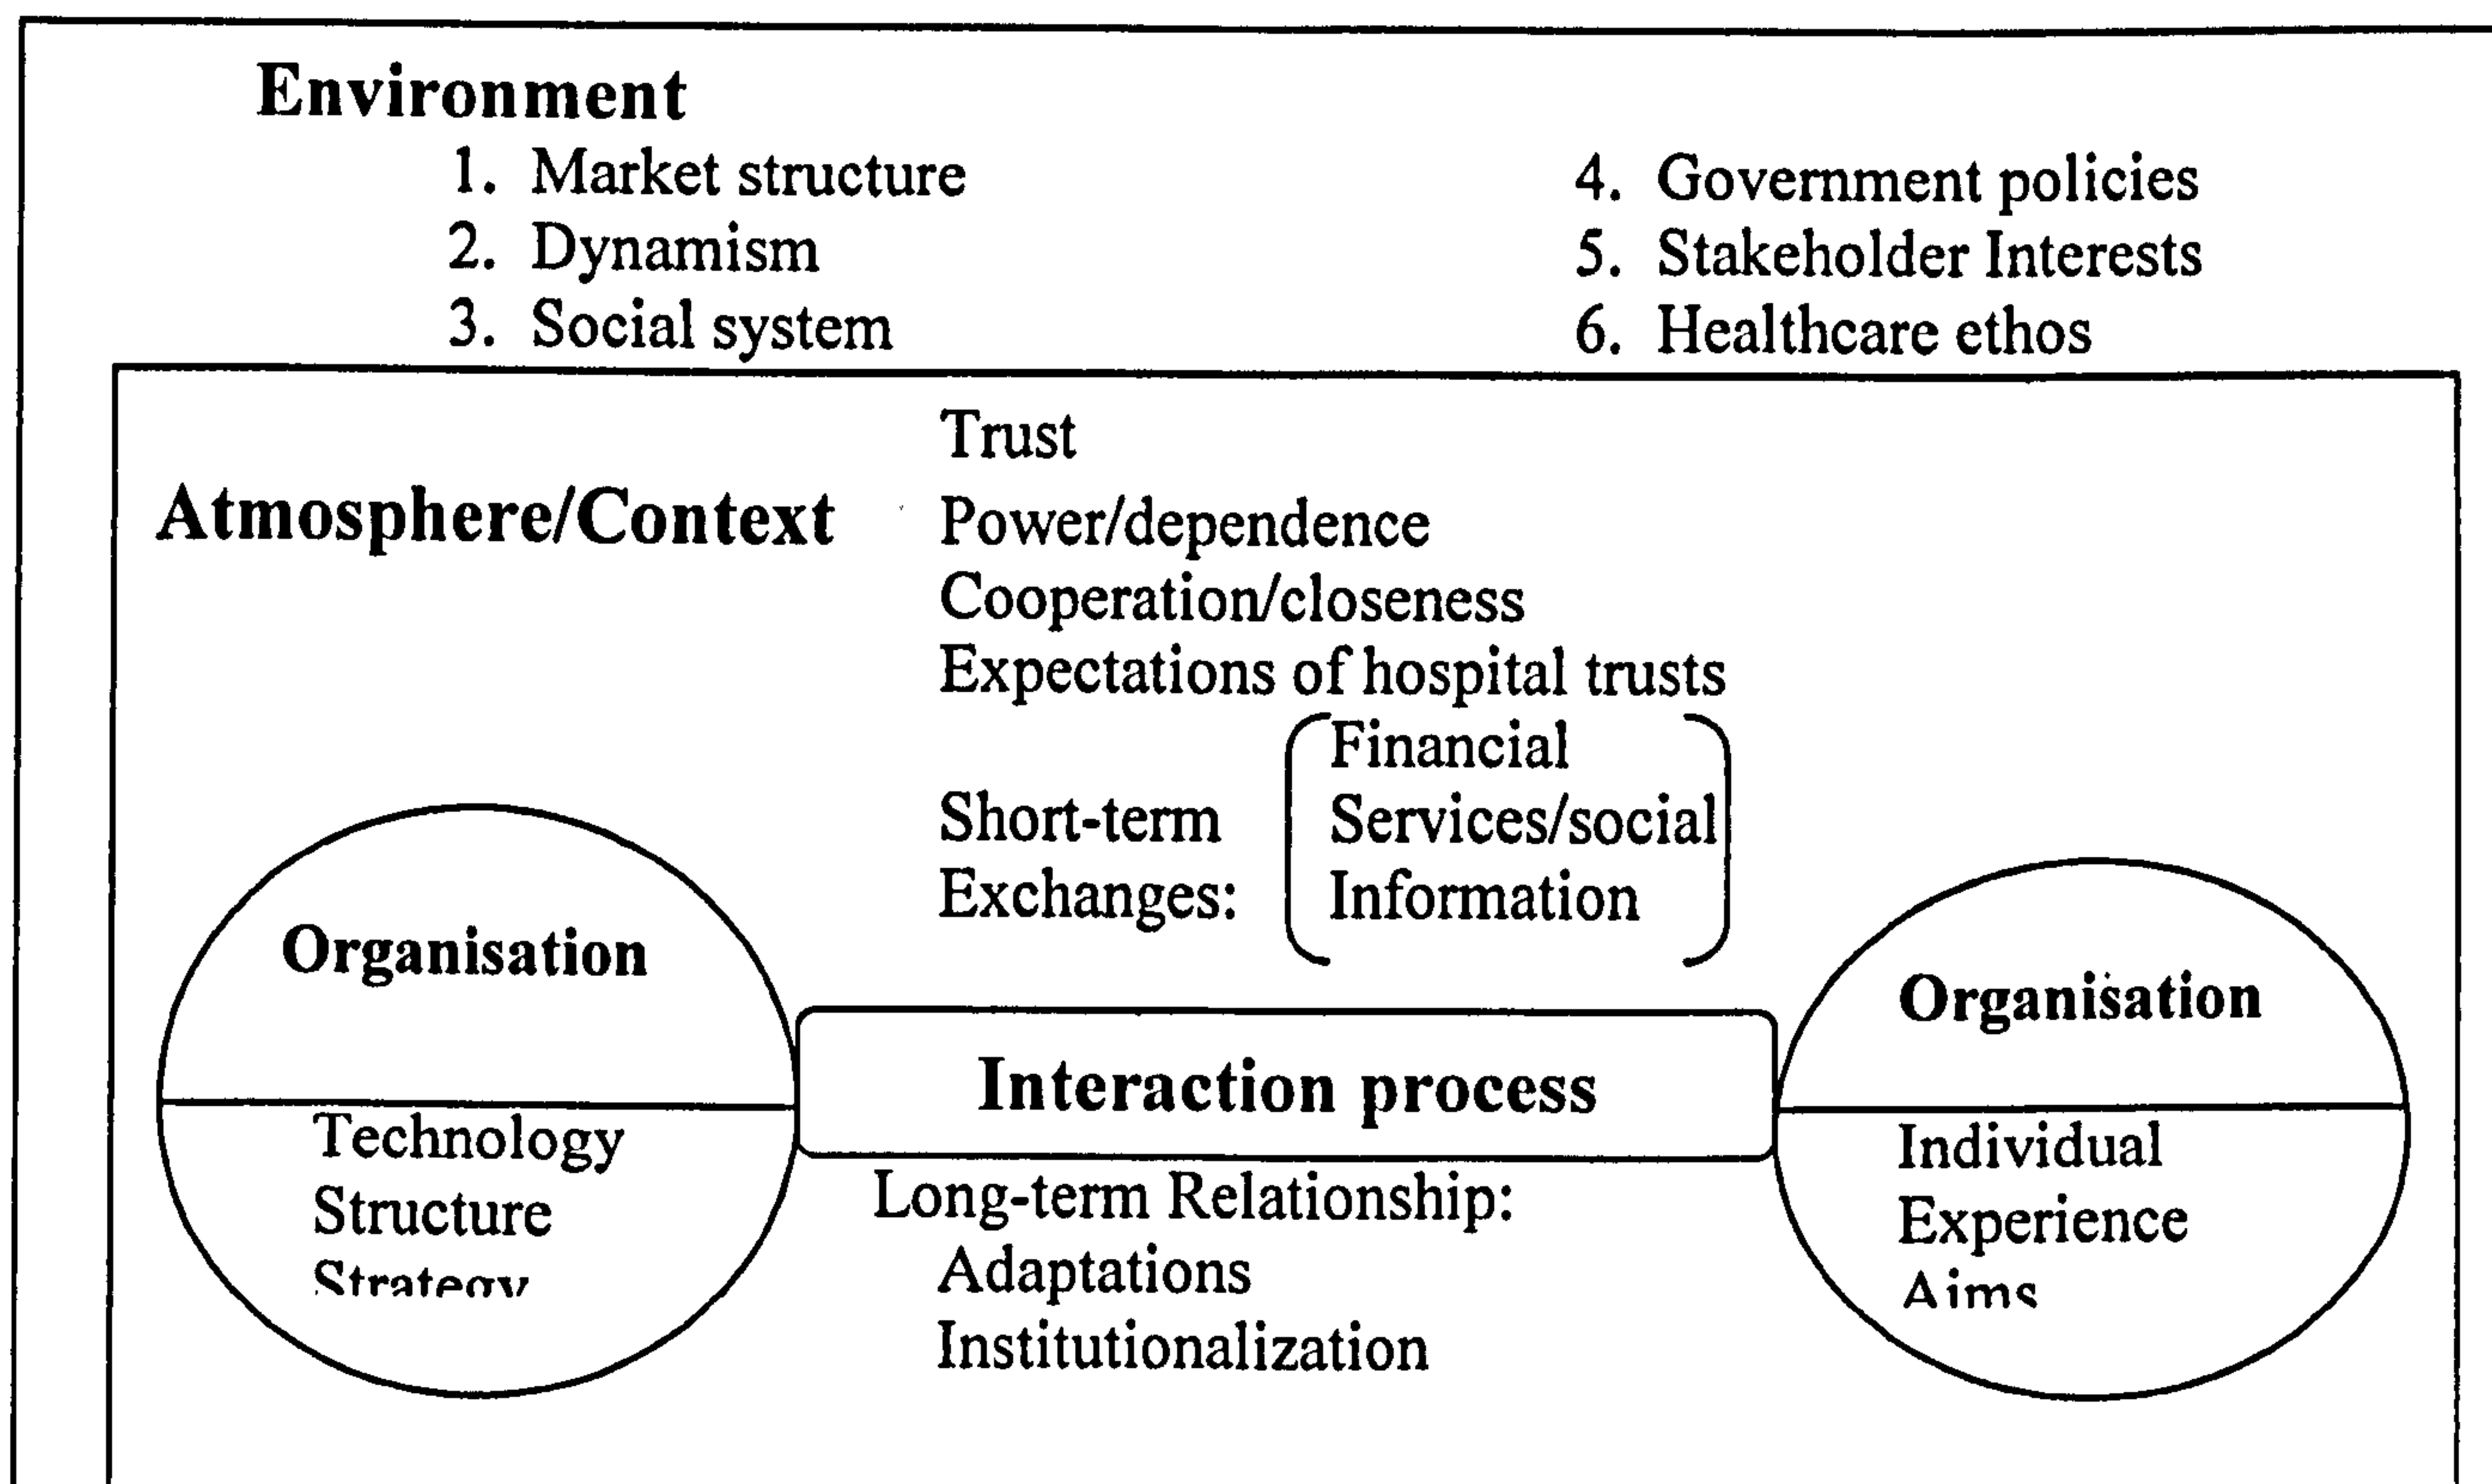 Environment
1. Market structure
2. Dynamism
3. Social system
4. Government policies
5. Stakeholder Interests
6. Healthcare ethos
Atmosphere/Context
Trust
Power/dependence
Cooperation/closeness
Expectations of hospital trusts
Short-term
Exchanges:
Financial
Services/social
Information
Organisation
Technology
Structure
Strategy
Interaction process
Long-term Relationship:
Adaptations
Institutionalization
Organisation
Individual
Experience
Aims